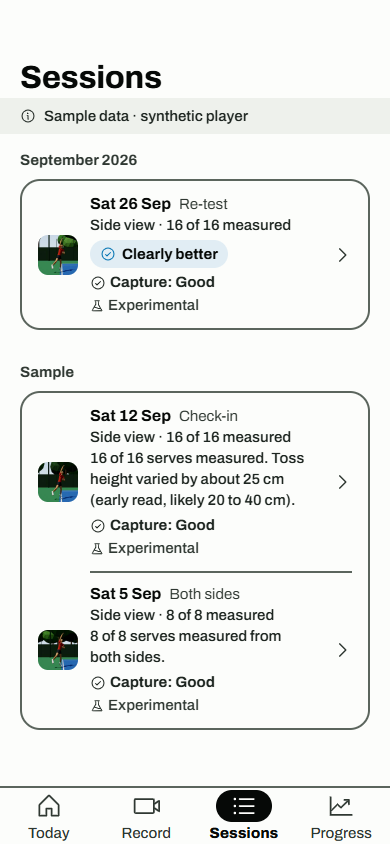 Sessions
Sample data · synthetic player
September 2026
Sat 26 Sep Re-test
Side view · 16 of 16 measured
Clearly better
Capture: Good
Experimental
Sample
Sat 12 Sep Check-in
Side view · 16 of 16 measured
16 of 16 serves measured. Toss
height varied by about 25 cm
(early read, likely 20 to 40 cm).
Capture: Good
Experimental
Sat 5 Sep Both sides
Side view · 8 of 8 measured
8 of 8 serves measured from
both sides.
Capture: Good
Experimental
Today Record Sessions Progress